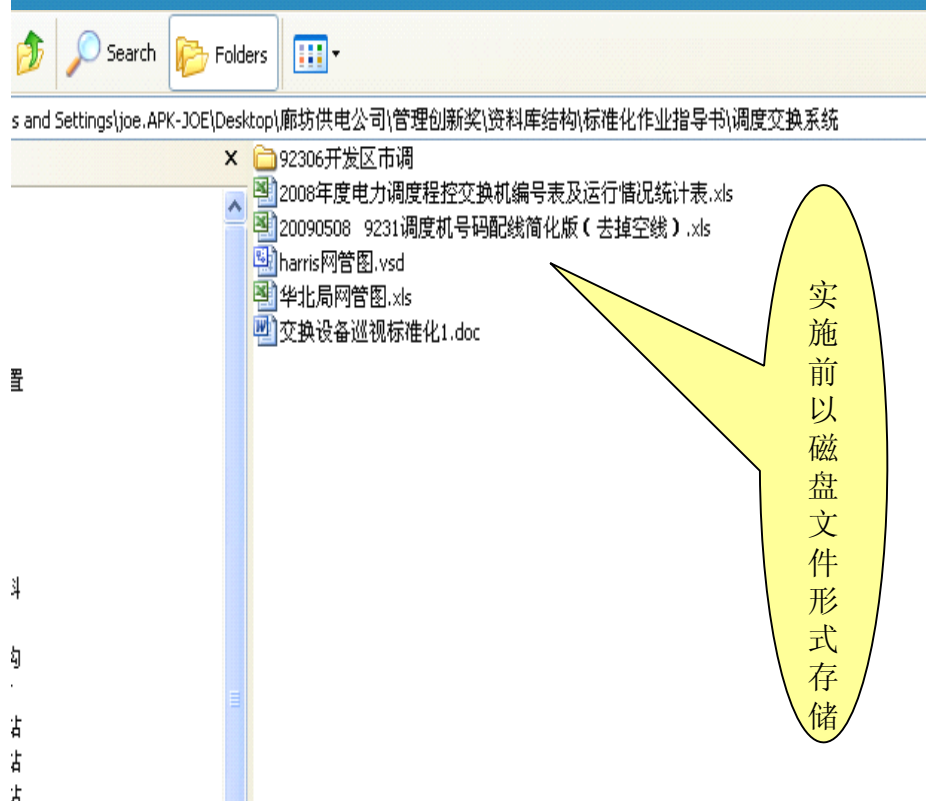 Search
Folders
s and Settings\joe.APK-JOE\Desktop\廊坊供电公司\管理创新奖\资料库结构\标准化作业指导书\调度交换系统
92306开发区市调
2008年度电力调度程控交换机编号表及运行情况统计表.xls
20090508 9231调度机号码配线简化版（去掉空线）.xls
harris网管图.vsd
华北局网管图.xls
交换设备巡视标准化1.doc
置
站
站
实施前以磁盘文件形式存储